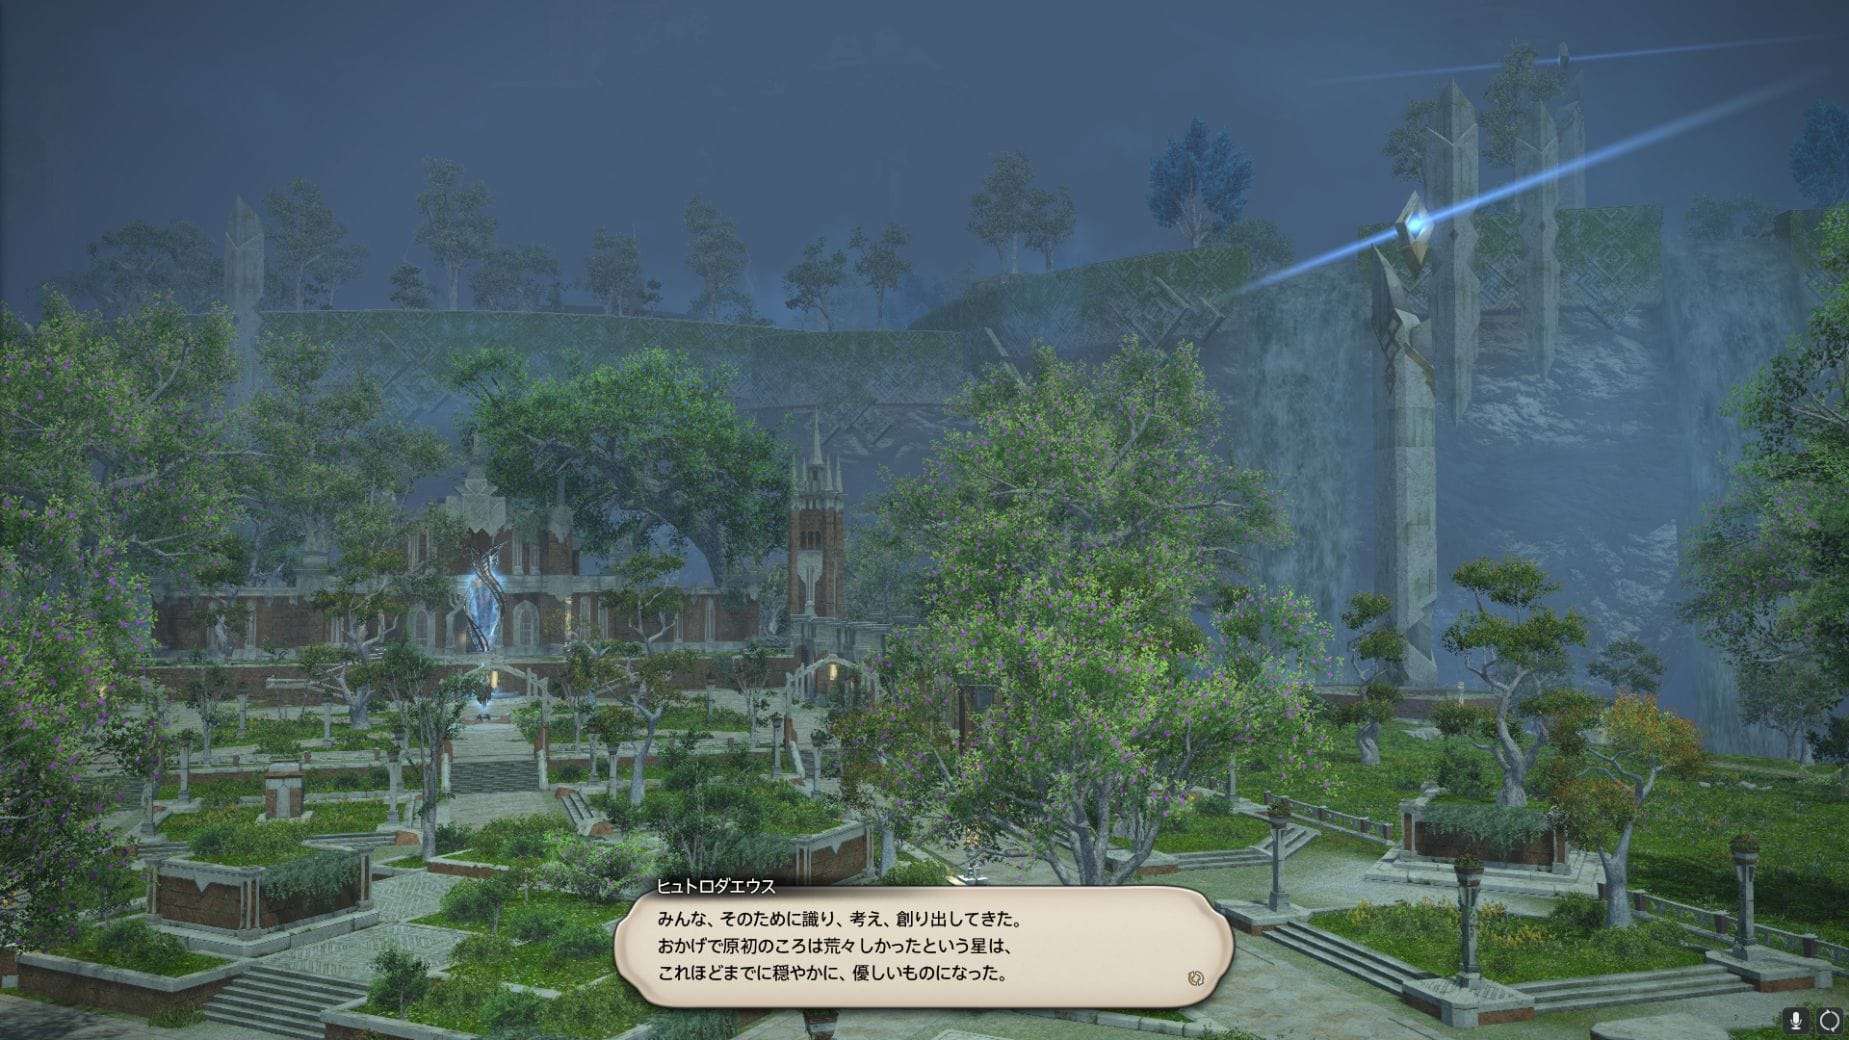 ヒュトロダエウス
みんな、そのために識り、考え、創り出してきた。
おかげで原初のころは荒々しかったという星は、
これほどまでに穏やかに、優しいものになった。